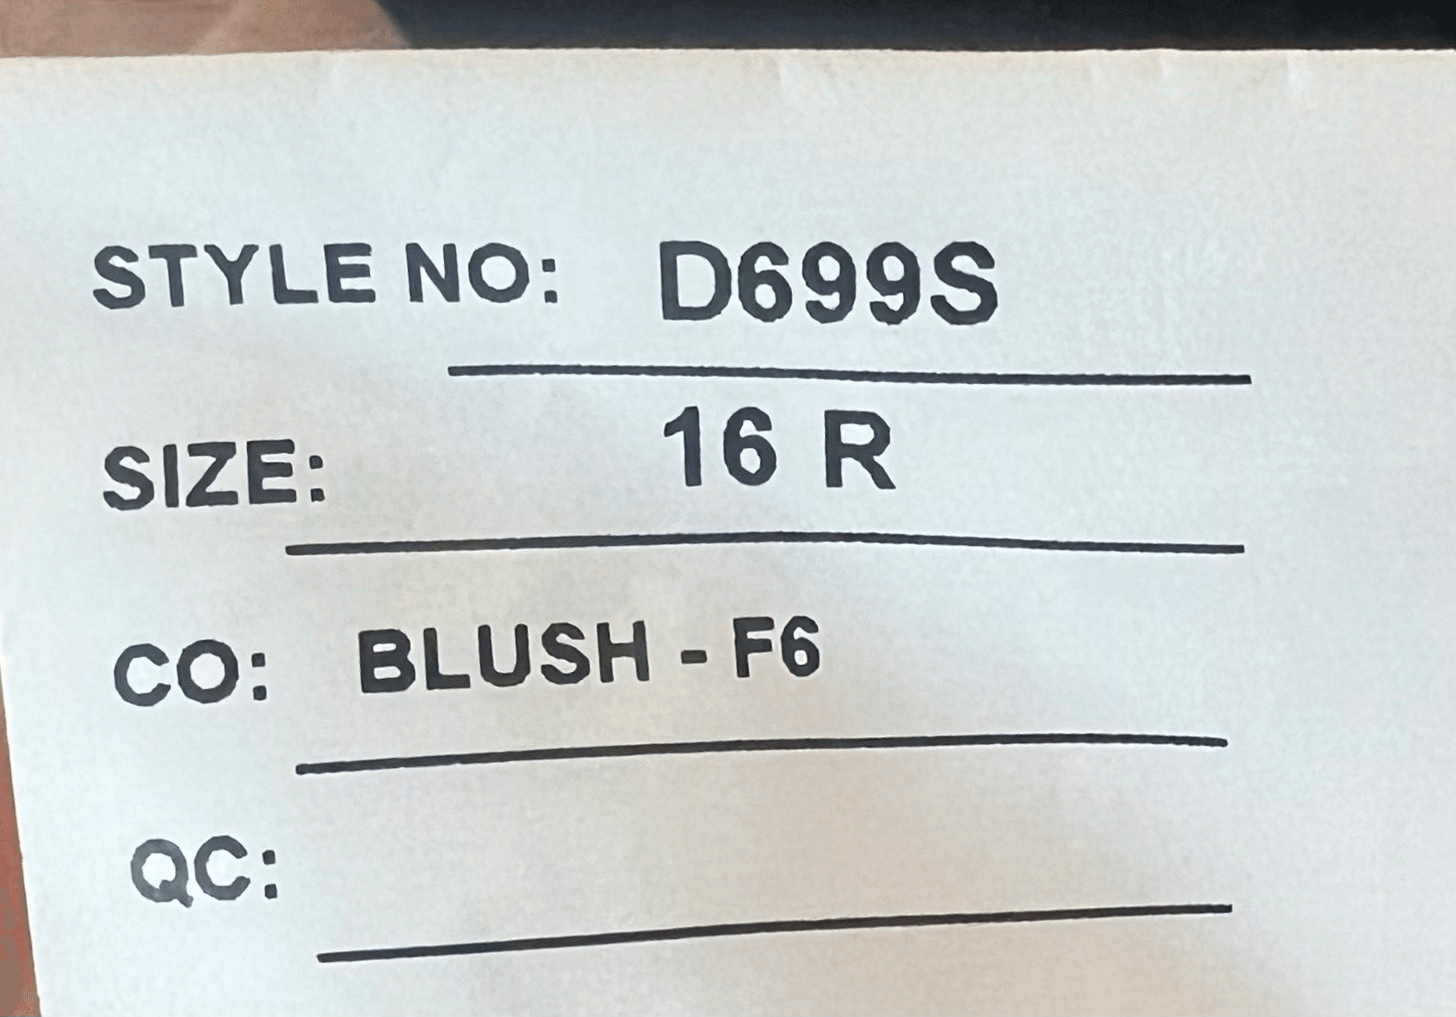 STYLE NO: D699S
SIZE: 16 R
CO: BLUSH - F6
QC: